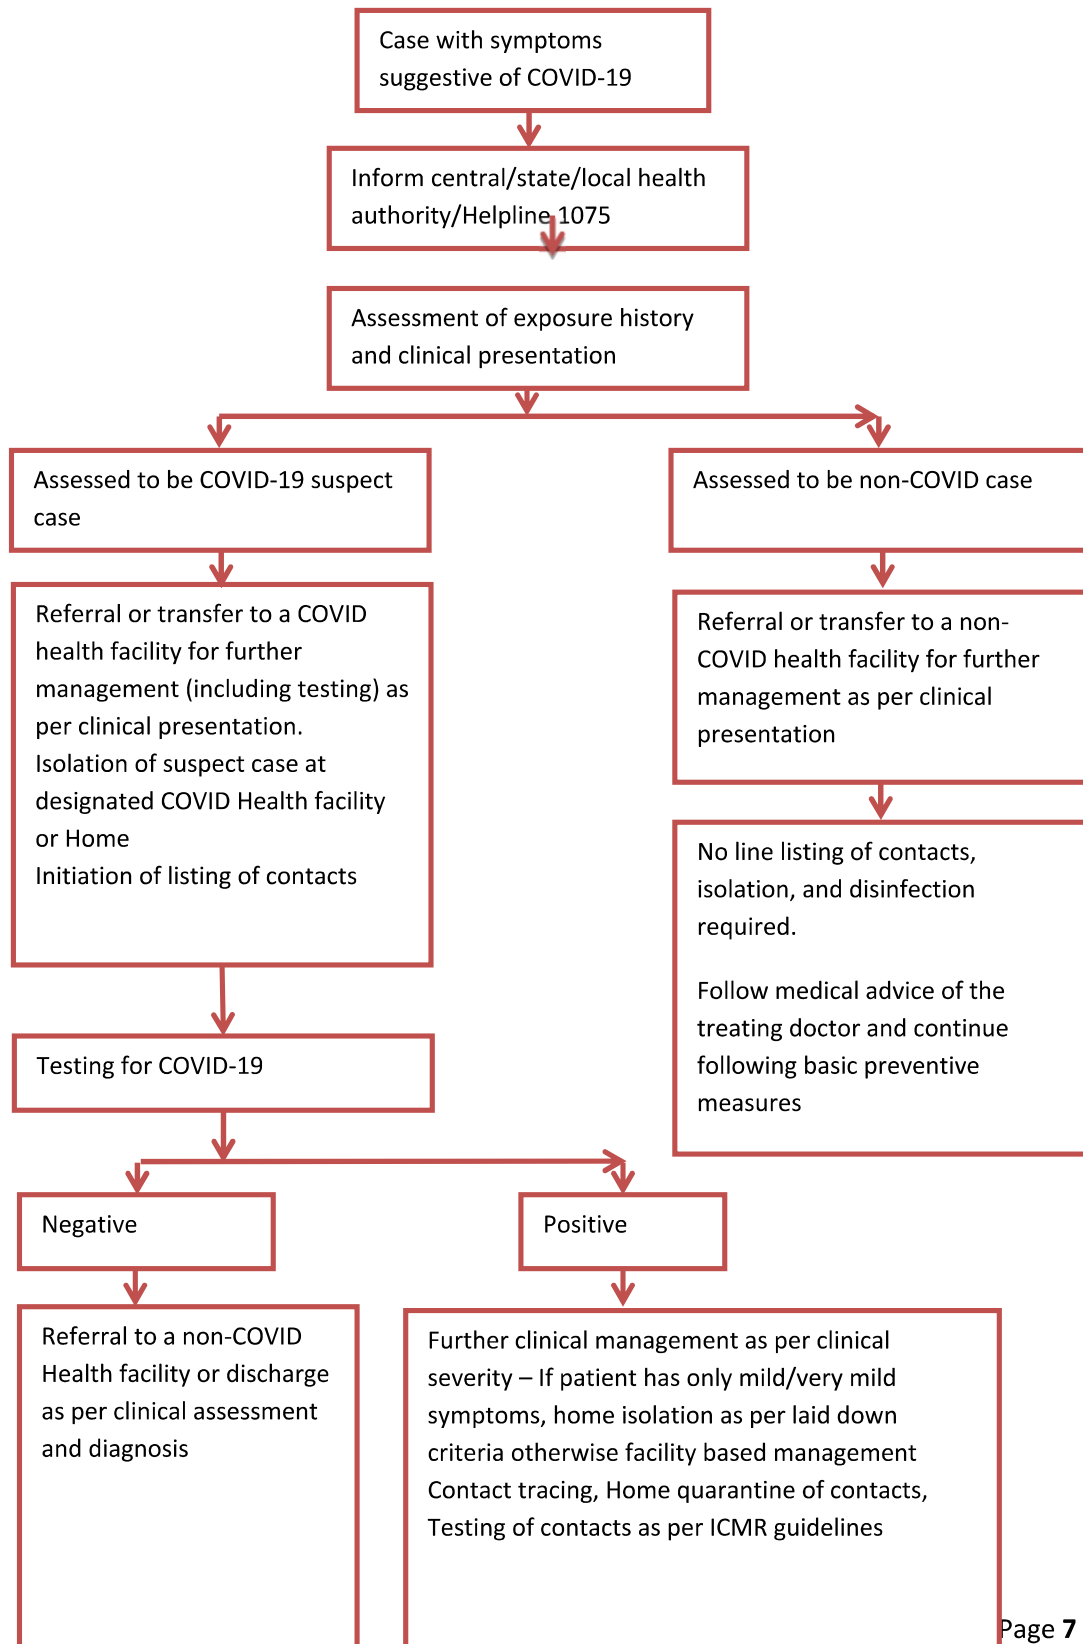 Case with symptoms
suggestive of COVID-19
Inform central/state/local health
authority/Helpline 1075
Assessment of exposure history
and clinical presentation
Assessed to be COVID-19 suspect
case
Assessed to be non-COVID case
Referral or transfer to a COVID
health facility for further
management (including testing) as
per clinical presentation.
Isolation of suspect case at
designated COVID Health facility
or Home
Initiation of listing of contacts
Referral or transfer to a non-
COVID health facility for further
management as per clinical
presentation
No line listing of contacts,
isolation, and disinfection
required.
Follow medical advice of the
treating doctor and continue
following basic preventive
measures
Testing for COVID-19
Negative
Positive
Referral to a non-COVID
Health facility or discharge
as per clinical assessment
and diagnosis
Further clinical management as per clinical
severity – If patient has only mild/very mild
symptoms, home isolation as per laid down
criteria otherwise facility based management
Contact tracing, Home quarantine of contacts,
Testing of contacts as per ICMR guidelines
Page 7